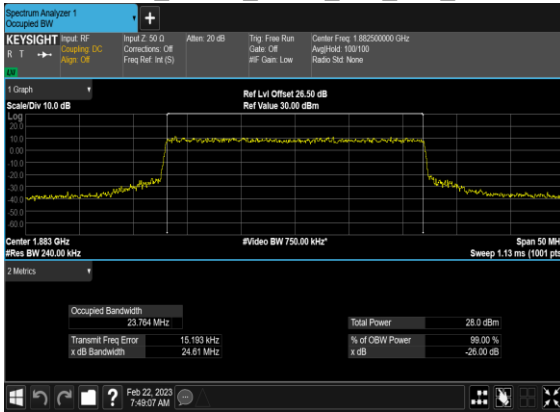 Spectrum Analyzer 1
Occupied BW
+
KEYSIGHT Input: RF Input Z: 50 Ω Atten: 20 dB Trig: Free Run Center Freq: 1.882500000 GHz
R T Coupling: DC Corrections: Off Gate: Off Avg|Hold: 100/100
Align: Off Freq Ref: Int (S) #IF Gain: Low Radio Std: None
1 Graph
Ref Lvl Offset 26.50 dB
Scale/Div 10.0 dB Ref Value 30.00 dBm
Log
20.0
10.0
0.00
-10.0
-20.0
-30.0
-40.0
-50.0
-60.0
Center 1.883 GHz #Video BW 750.00 kHz* Span 50 MH
#Res BW 240.00 kHz Sweep 1.13 ms (1001 pts
2 Metrics
Occupied Bandwidth
23.764 MHz Total Power 28.0 dBm
Transmit Freq Error 15.193 kHz % of OBW Power 99.00 %
x dB Bandwidth 24.61 MHz x dB -26.00 dB
? Feb 22, 2023
7:49:07 AM